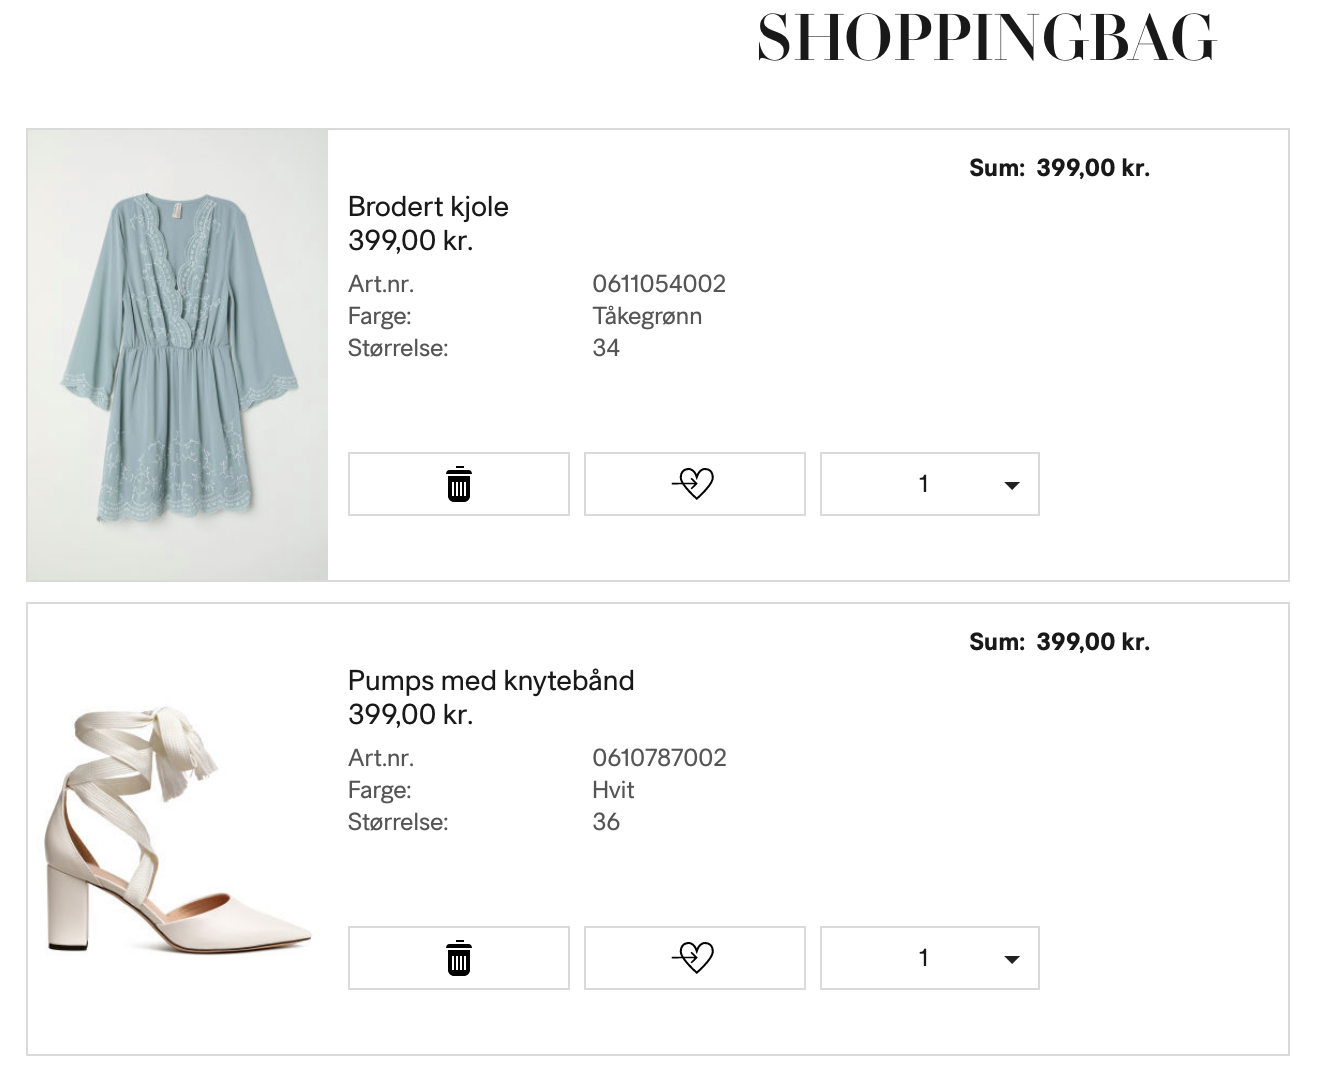 SHOPPINGBAG
Sum: 399,00 kr.
Brodert kjole
399,00 kr.
Art.nr. 0611054002
Farge: Tåkegrønn
Størrelse: 34
1
Sum: 399,00 kr.
Pumps med knytebånd
399,00 kr.
Art.nr. 0610787002
Farge: Hvit
Størrelse: 36
1